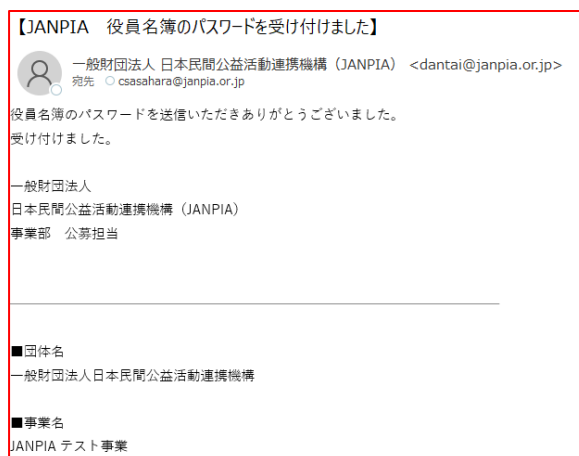 【JANPIA　役員名簿のパスワードを受け付けました】
一般財団法人 日本民間公益活動連携機構（JANPIA） <dantai@janpia.or.jp>
宛先 csasahara@janpia.or.jp
役員名簿のパスワードを送信いただきありがとうございました。
受け付けました。
一般財団法人
日本民間公益活動連携機構（JANPIA）
事業部　公募担当
■団体名
一般財団法人日本民間公益活動連携機構
■事業名
JANPIA テスト事業